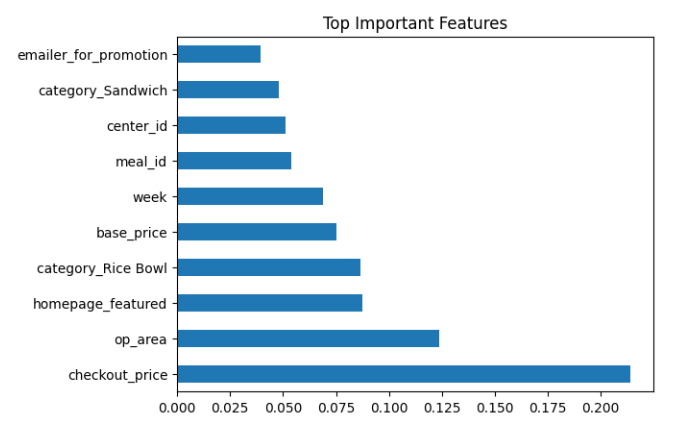 Top Important Features
emailer_for_promotion
category_Sandwich
center_id
meal_id
week
base_price
category_Rice Bowl
homepage_featured
op_area
checkout_price
0.000 0.025 0.050 0.075 0.100 0.125 0.150 0.175 0.200